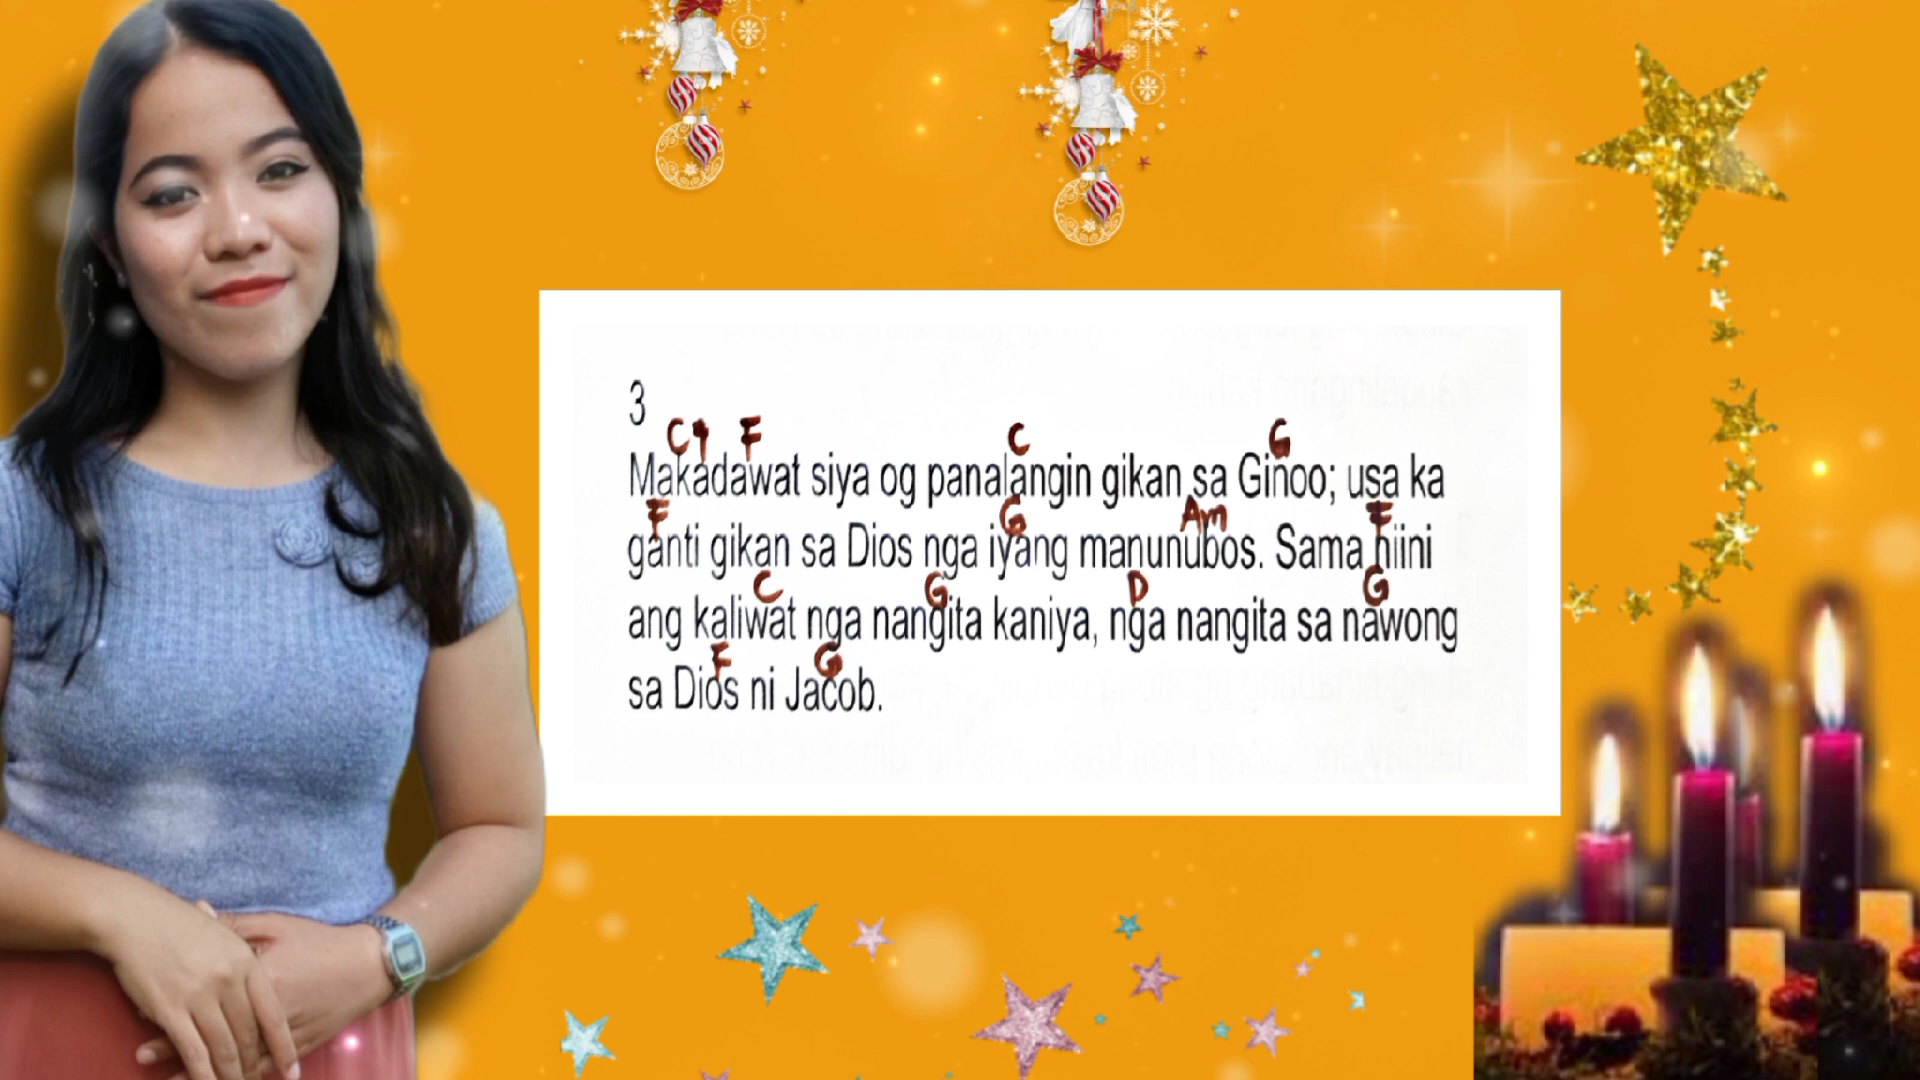 3
C9 F C G
Makadawat siya og panalangin gikan sa Ginoo; usa ka
F G Am F
ganti gikan sa Dios nga iyang manunubos. Sama niini
C G D G
ang kaliwat nga nangita kaniya, nga nangita sa nawong
F G
sa Dios ni Jacob.